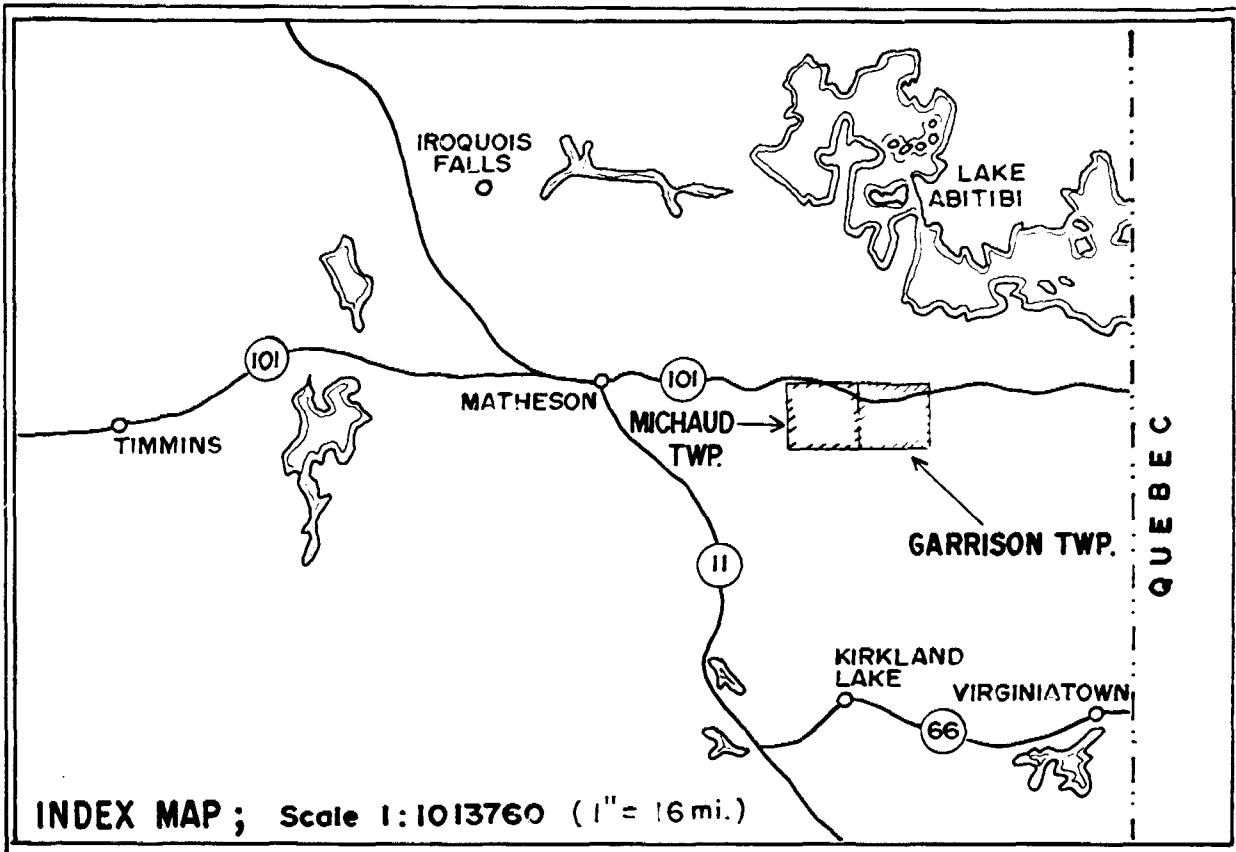 IROQUOIS
FALLS
LAKE
ABITIBI
101
101
MATHESON
MICHAUD
TWP.
TIMMINS
GARRISON TWP.
QUEBEC
11
KIRKLAND
LAKE
VIRGINIATOWN
66
INDEX MAP; Scale 1:1013760 (1" = 16 mi.)